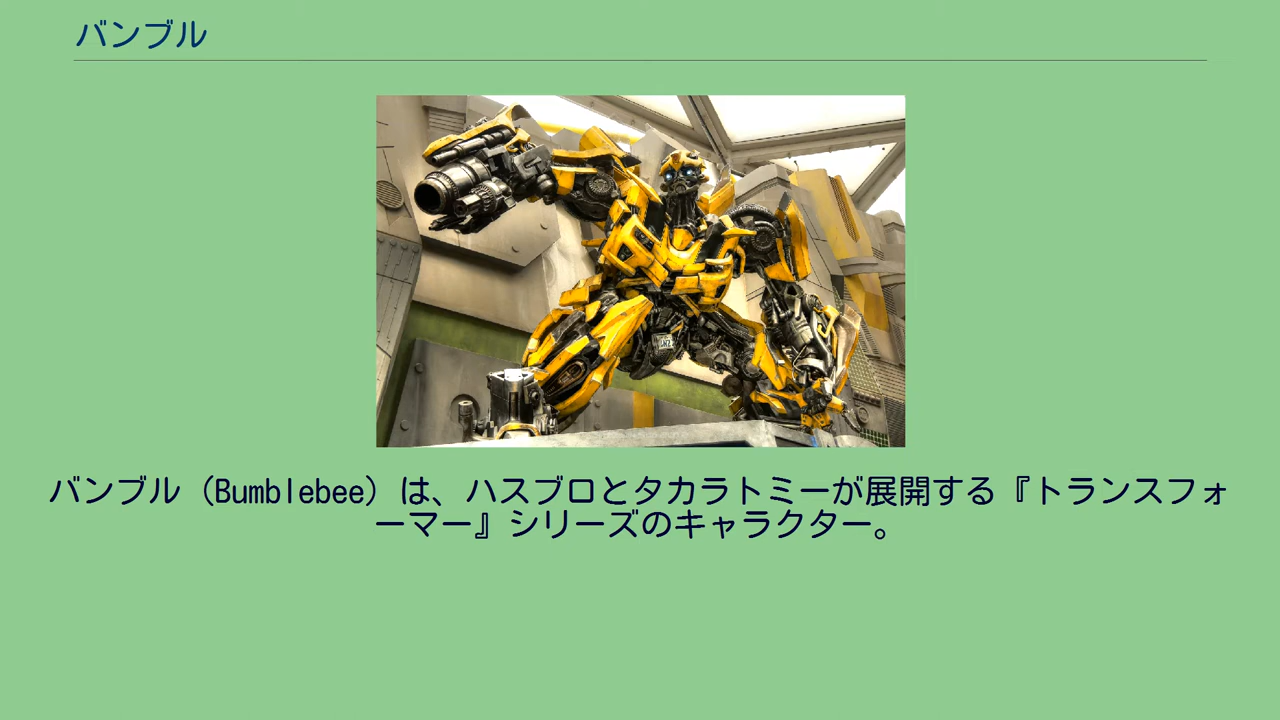 バンブル
バンブル（Bumblebee）は、ハスブロとタカラトミーが展開する『トランスフォ
ーマー』シリーズのキャラクター。